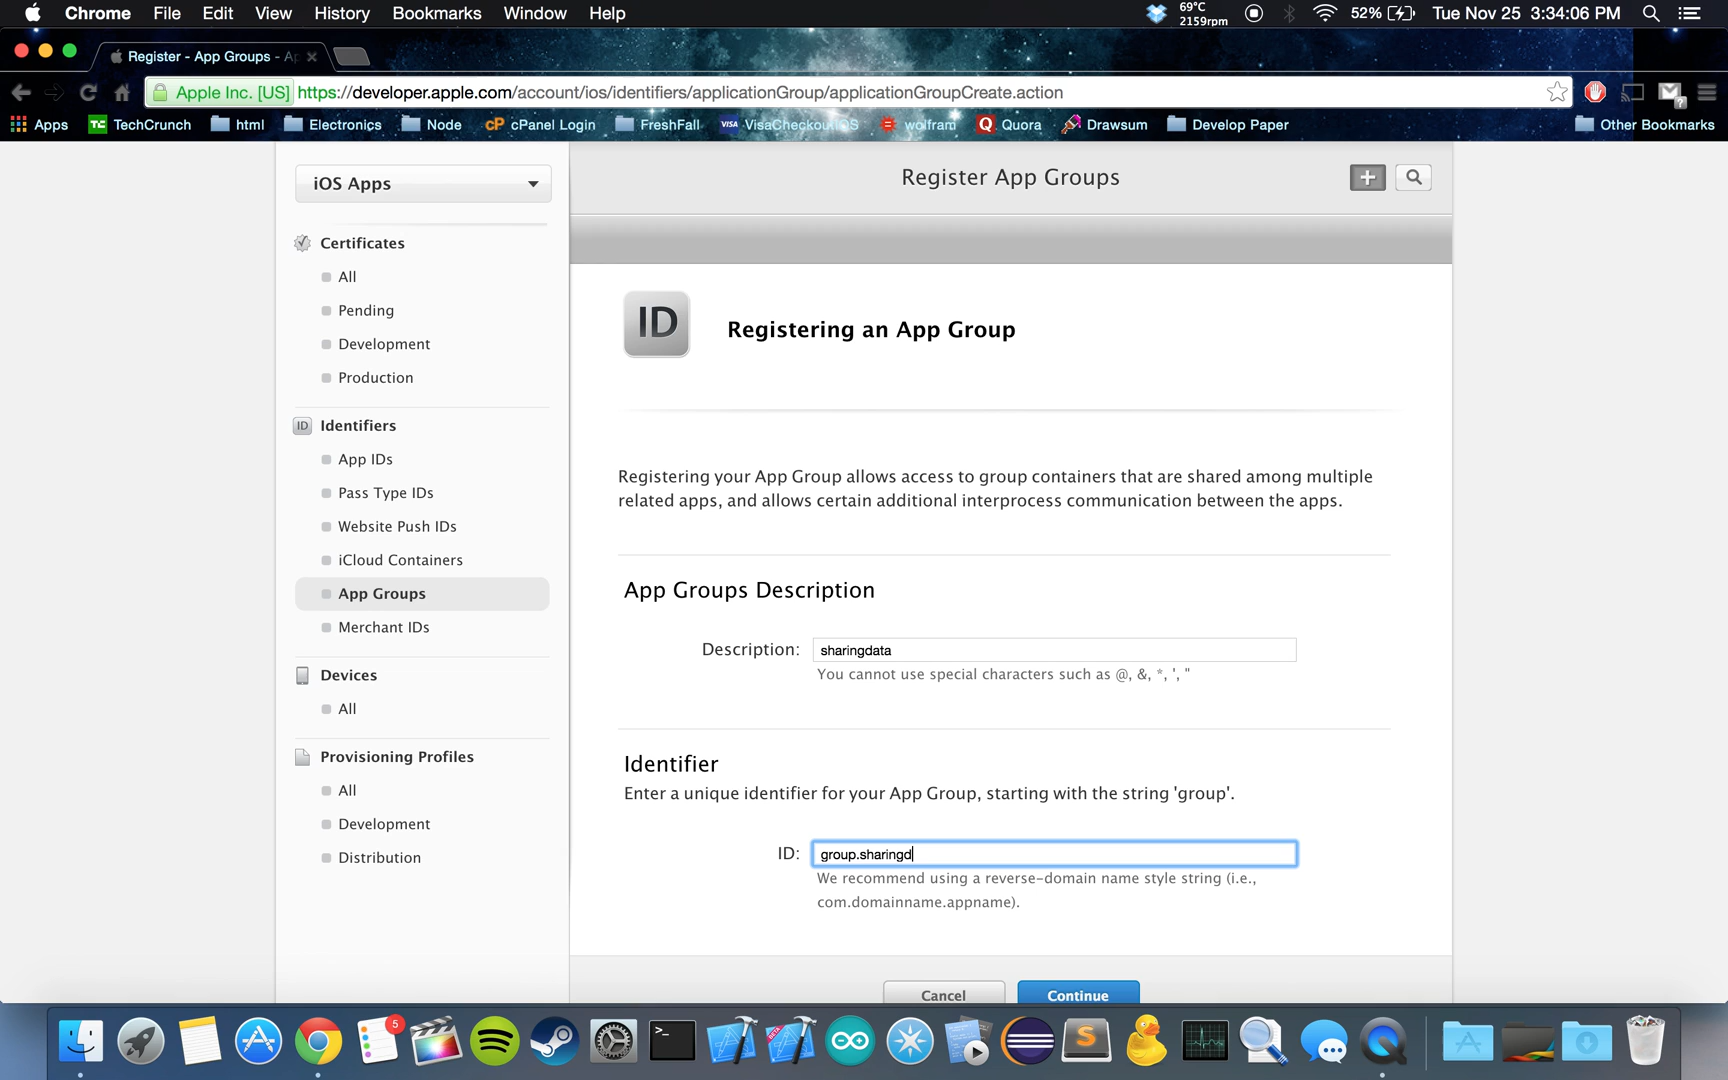 Chrome File Edit View History Bookmarks Window Help 69°C 2159rpm 52% Tue Nov 25 3:34:06 PM
Register - App Groups - Ap
Apple Inc. [US] https://developer.apple.com/account/ios/identifiers/applicationGroup/applicationGroupCreate.action
Apps TechCrunch html Electronics Node cPanel Login FreshFall VISA VisaCheckoutiOS wolfram Quora Drawsum Develop Paper Other Bookmarks
iOS Apps
Certificates
All
Pending
Development
Production
ID Identifiers
App IDs
Pass Type IDs
Website Push IDs
iCloud Containers
App Groups
Merchant IDs
Devices
All
Provisioning Profiles
All
Development
Distribution
Register App Groups
ID Registering an App Group
Registering your App Group allows access to group containers that are shared among multiple
related apps, and allows certain additional interprocess communication between the apps.
App Groups Description
Description: sharingdata
You cannot use special characters such as @, &, *, ', "
Identifier
Enter a unique identifier for your App Group, starting with the string 'group'.
ID: group.sharingd
We recommend using a reverse-domain name style string (i.e.,
com.domainname.appname).
Cancel Continue
5